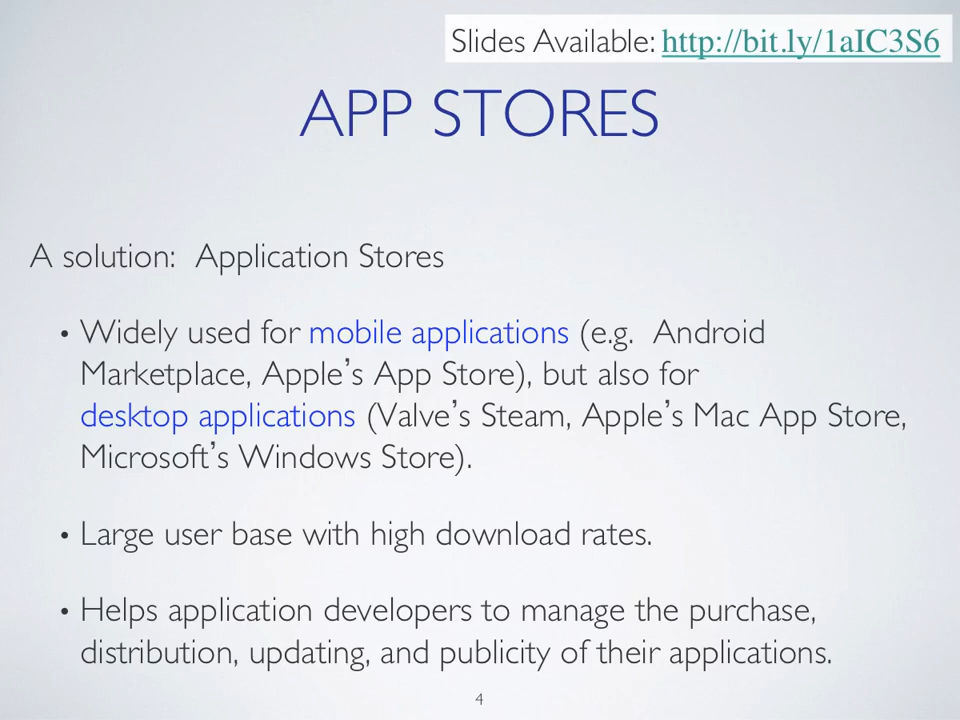 Slides Available: http://bit.ly/1aIC3S6
APP STORES
A solution: Application Stores
• Widely used for mobile applications (e.g. Android
Marketplace, Apple’s App Store), but also for
desktop applications (Valve’s Steam, Apple’s Mac App Store,
Microsoft’s Windows Store).
• Large user base with high download rates.
• Helps application developers to manage the purchase,
distribution, updating, and publicity of their applications.
4